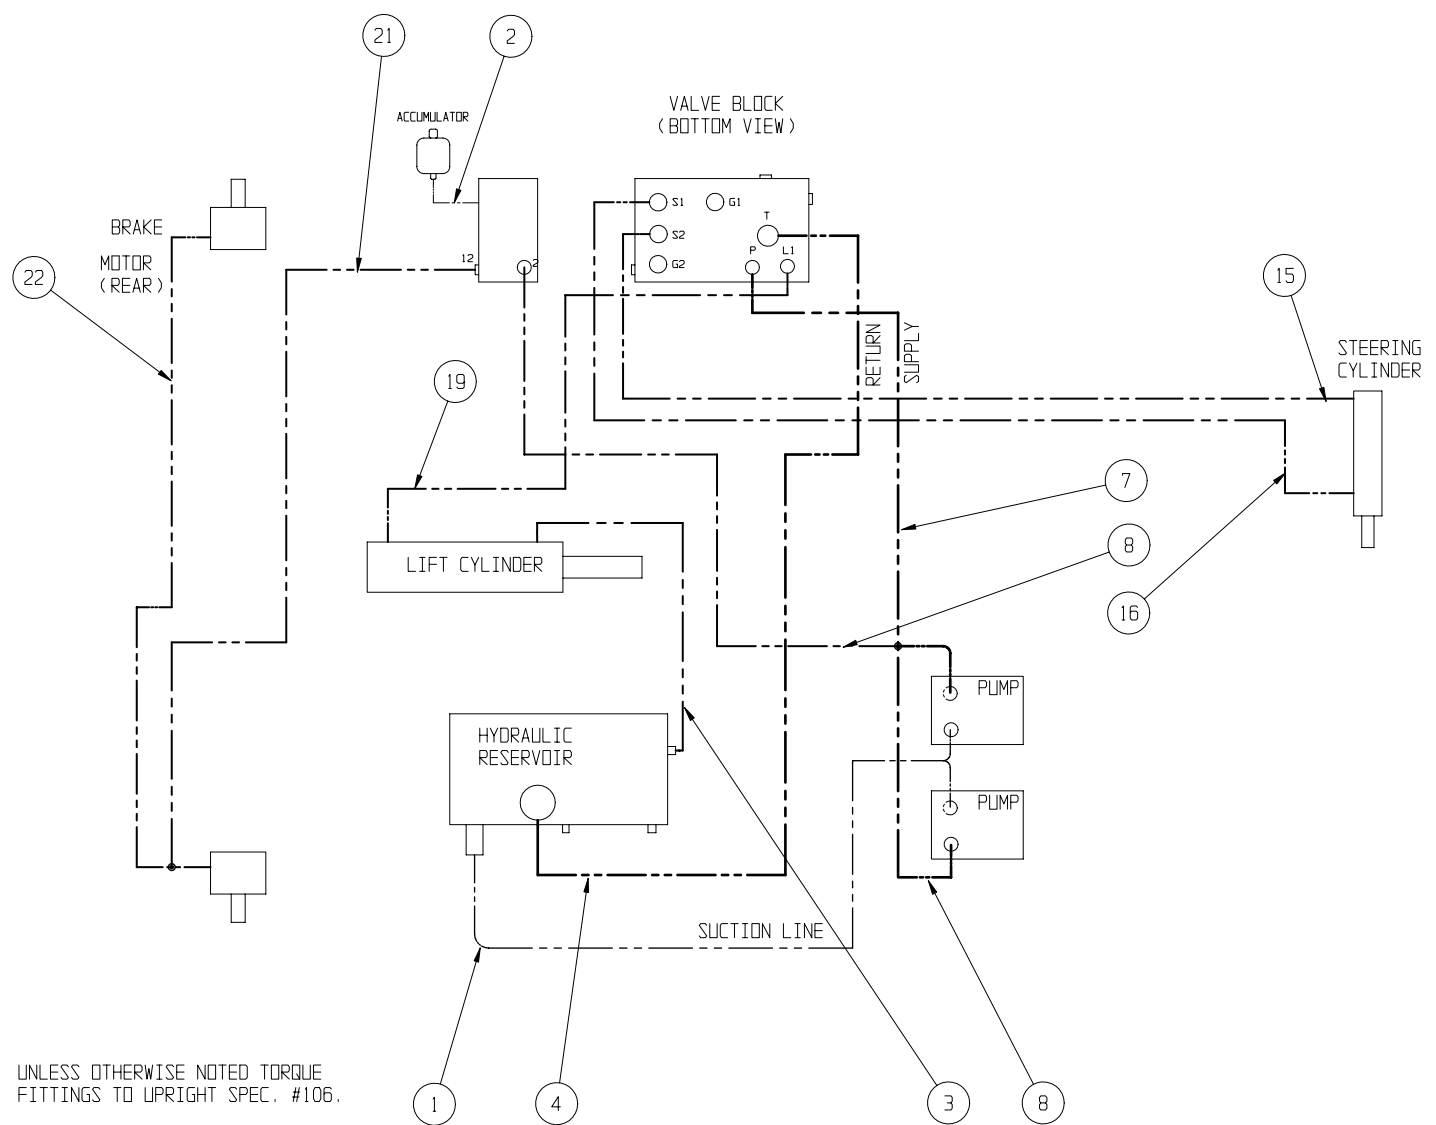 21
2
ACCUMULATOR
VALVE BLOCK
(BOTTOM VIEW)
S1
G1
T
S2
P
L1
G2
12
2
BRAKE
MOTOR
(REAR)
22
15
RETURN
SUPPLY
STEERING
CYLINDER
19
7
8
16
LIFT CYLINDER
PUMP
HYDRAULIC
RESERVOIR
PUMP
SUCTION LINE
UNLESS OTHERWISE NOTED TORQUE
FITTINGS TO UPRIGHT SPEC. #106.
1
4
3
8